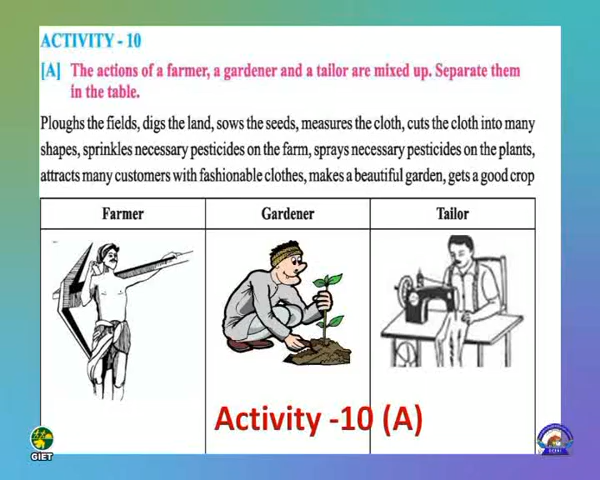 ACTIVITY - 10
[A] The actions of a farmer, a gardener and a tailor are mixed up. Separate them
in the table.
Ploughs the fields, digs the land, sows the seeds, measures the cloth, cuts the cloth into many
shapes, sprinkles necessary pesticides on the farm, sprays necessary pesticides on the plants,
attracts many customers with fashionable clothes, makes a beautiful garden, gets a good crop
Farmer Gardener Tailor
Activity -10 (A)
GIET